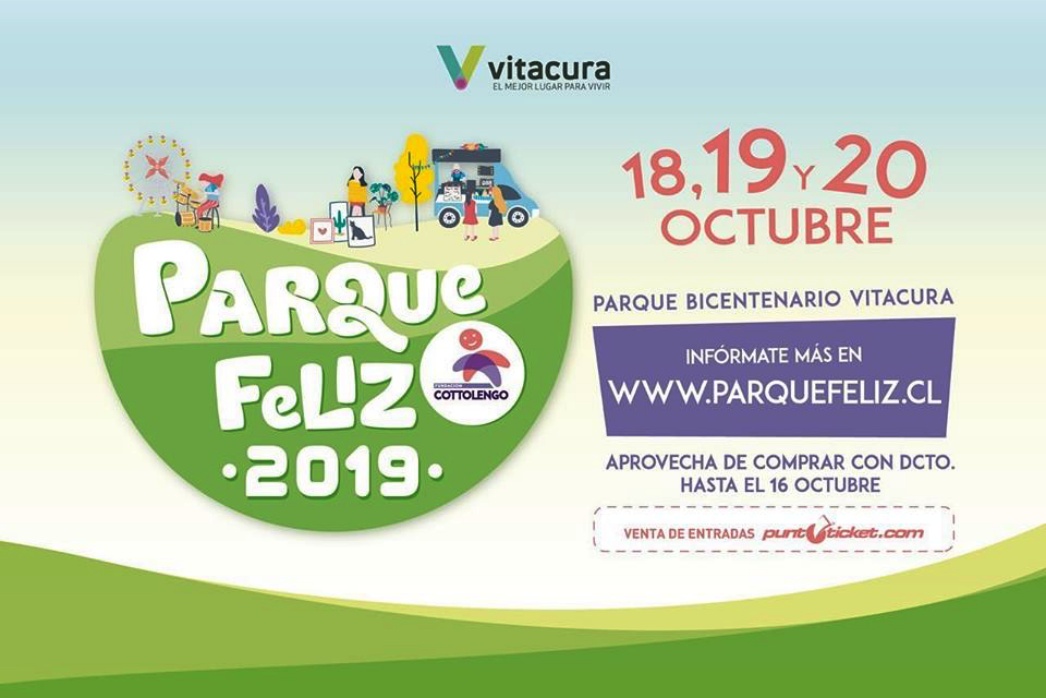 vitacura
EL MEJOR LUGAR PARA VIVIR
PARQUE
FELIZ
·2019·
FUNDACIÓN
COTTOLENGO
18, 19 Y 20
OCTUBRE
PARQUE BICENTENARIO VITACURA
INFÓRMATE MÁS EN
WWW.PARQUEFELIZ.CL
APROVECHA DE COMPRAR CON DCTO.
HASTA EL 16 OCTUBRE
VENTA DE ENTRADAS puntoticket.com